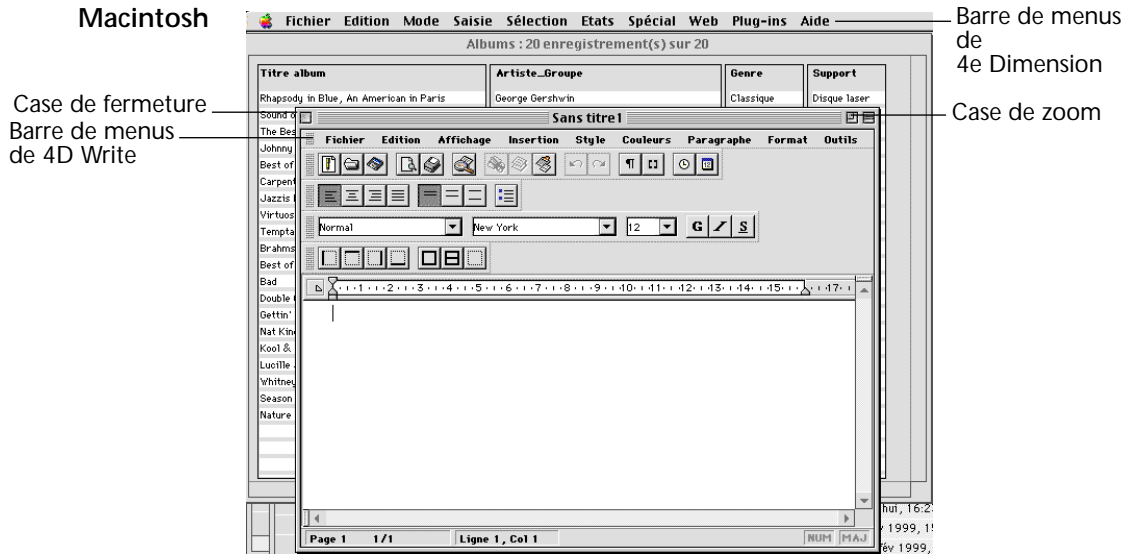 Macintosh
Fichier Edition Mode Saisie Sélection Etats Spécial Web Plug-ins Aide
Barre de menus
de
4e Dimension
Albums : 20 enregistrement(s) sur 20
Titre album Artiste_Groupe Genre Support
Rhapsody in Blue, An American in Paris George Gershwin Classique Disque laser
Case de fermeture
Sound
Sans titre1
Case de zoom
Barre de menus
de 4D Write
The Bes
Fichier Edition Affichage Insertion Style Couleurs Paragraphe Format Outils
Johnny
Best of
12
Carpent
Jazzis
Virtuos
Normal New York 12 G I S
Tempta
Brahms
Best of
Bad
1 2 3 4 5 6 7 8 9 10 11 12 13 14 15 17
Double
Gettin'
Nat Kin
Kool &
Lucille
Whitney
Season
Nature
hui, 16:2
1999, 1
Page 1 1/1 Ligne 1, Col 1 NUM MAJ
fév 1999,